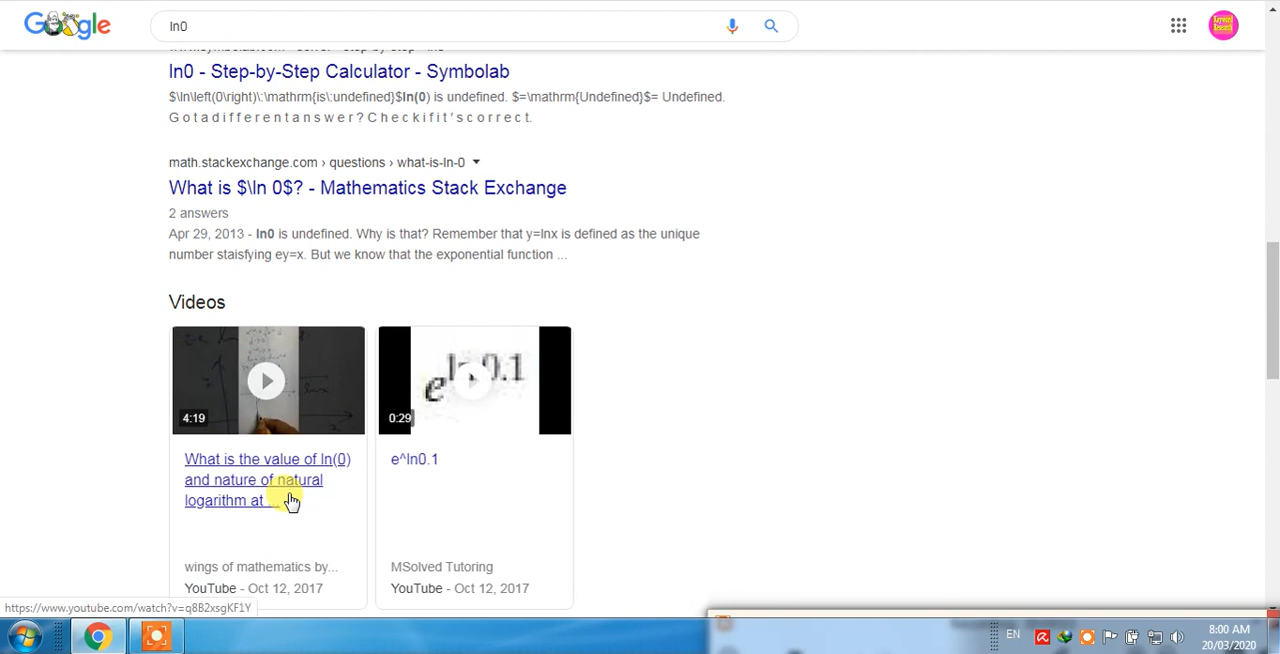 Google
ln0
ln0 - Step-by-Step Calculator - Symbolab
$\ln\left(0\right)\:\mathrm{is\:undefined}$ln(0) is undefined. $=\mathrm{Undefined}$= Undefined.
G o t a d i f f e r e n t a n s w e r ? C h e c k i f i t ′ s c o r r e c t.
math.stackexchange.com › questions › what-is-ln-0
What is $\ln 0$? - Mathematics Stack Exchange
2 answers
Apr 29, 2013 - ln0 is undefined. Why is that? Remember that y=lnx is defined as the unique
number staisfying ey=x. But we know that the exponential function ...
Videos
4:19
e^ln0.1
0:29
What is the value of ln(0)
and nature of natural
logarithm at ...
e^ln0.1
wings of mathematics by...
MSolved Tutoring
YouTube - Oct 12, 2017
YouTube - Oct 12, 2017
https://www.youtube.com/watch?v=q8B2xsgKF1Y
EN
8:00 AM
20/03/2020